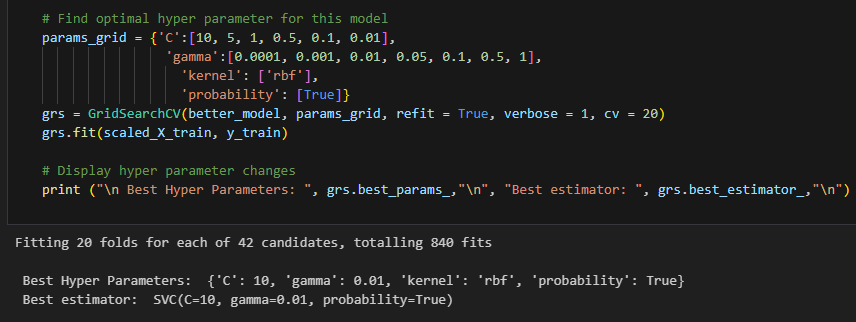 # Find optimal hyper parameter for this model
params_grid = {'C':[10, 5, 1, 0.5, 0.1, 0.01],
'gamma':[0.0001, 0.001, 0.01, 0.05, 0.1, 0.5, 1],
'kernel': ['rbf'],
'probability': [True]}
grs = GridSearchCV(better_model, params_grid, refit = True, verbose = 1, cv = 20)
grs.fit(scaled_X_train, y_train)
# Display hyper parameter changes
print ("\n Best Hyper Parameters: ", grs.best_params_,"\n", "Best estimator: ", grs.best_estimator_,"\n")
Fitting 20 folds for each of 42 candidates, totalling 840 fits
Best Hyper Parameters:  {'C': 10, 'gamma': 0.01, 'kernel': 'rbf', 'probability': True}
Best estimator:  SVC(C=10, gamma=0.01, probability=True)